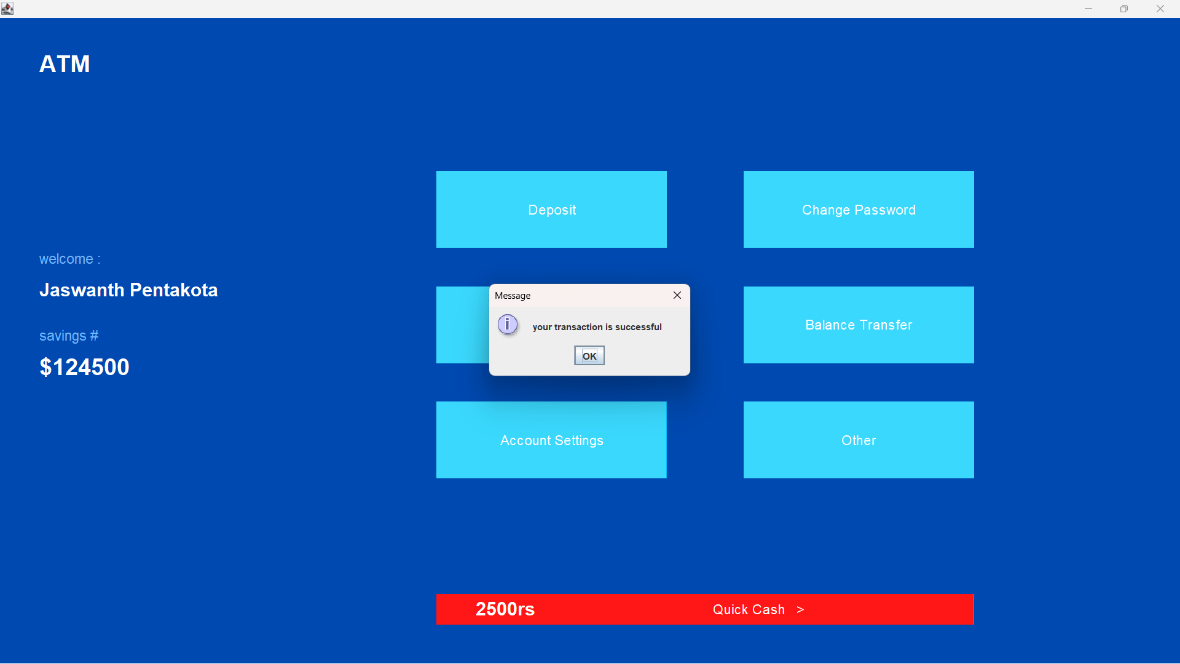 ATM
Deposit
Change Password
welcome :
Jaswanth Pentakota
savings #
$124500
Message
your transaction is successful
OK
Balance Transfer
Account Settings
Other
2500rs
Quick Cash >